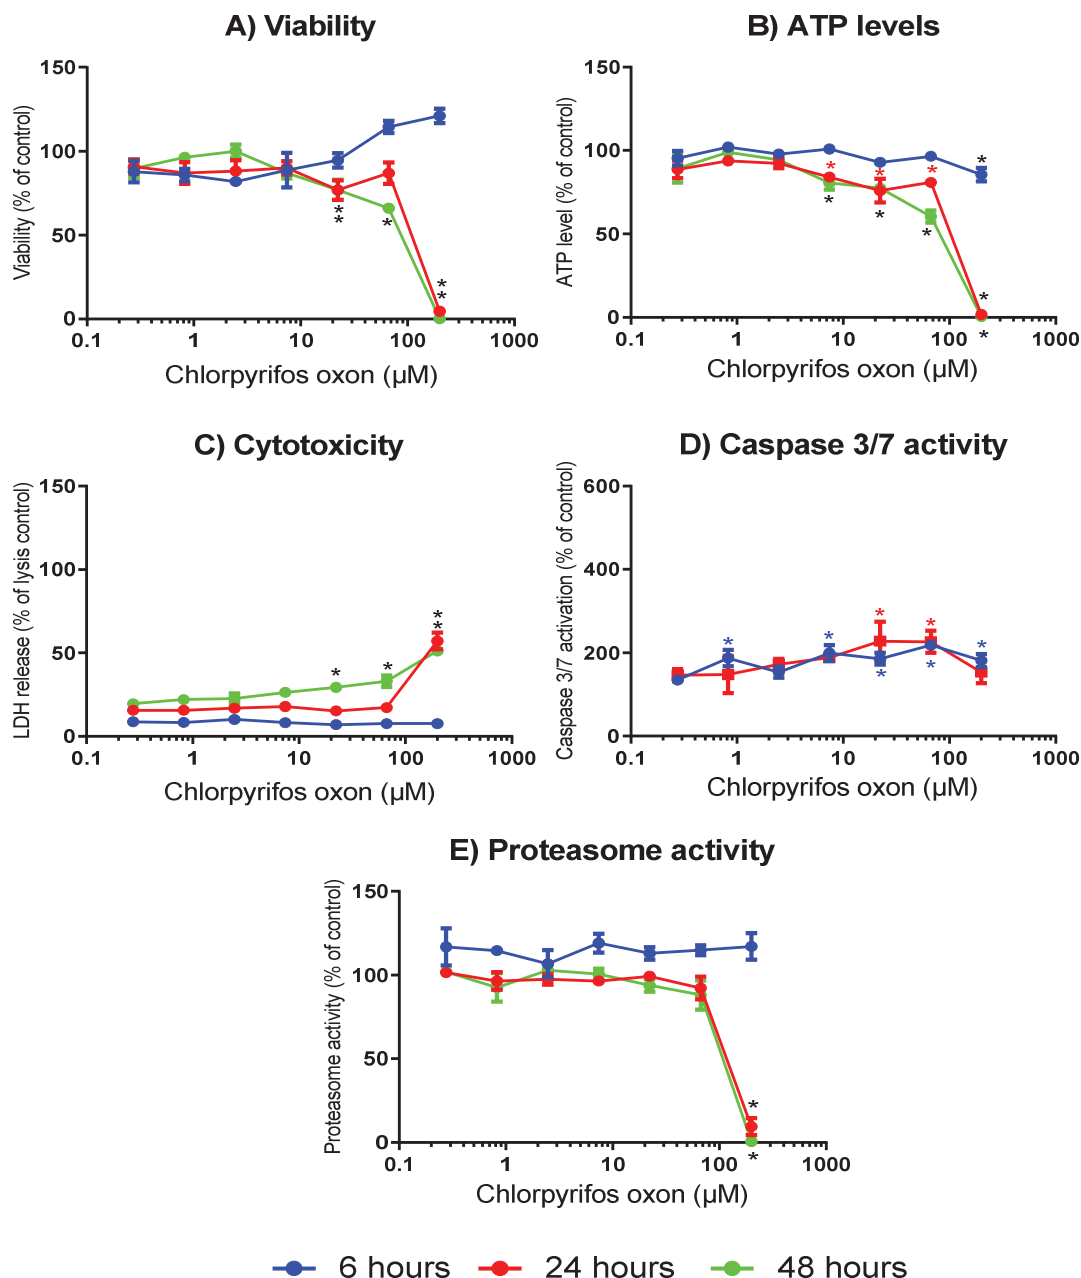 A) Viability
B) ATP levels
Viability (% of control)
150
100
50
0
0.1 1 10 100 1000
Chlorpyrifos oxon (µM)
* * * * *
ATP level (% of control)
150
100
50
0
0.1 1 10 100 1000
Chlorpyrifos oxon (µM)
* * * * * * * * *
C) Cytotoxicity
D) Caspase 3/7 activity
LDH release (% of lysis control)
150
100
50
0
0.1 1 10 100 1000
Chlorpyrifos oxon (µM)
* * * *
Caspase 3/7 activation (% of control)
600
400
200
0
0.1 1 10 100 1000
Chlorpyrifos oxon (µM)
* * * * * * *
E) Proteasome activity
Proteasome activity (% of control)
150
100
50
0
0.1 1 10 100 1000
Chlorpyrifos oxon (µM)
* *
6 hours 24 hours 48 hours